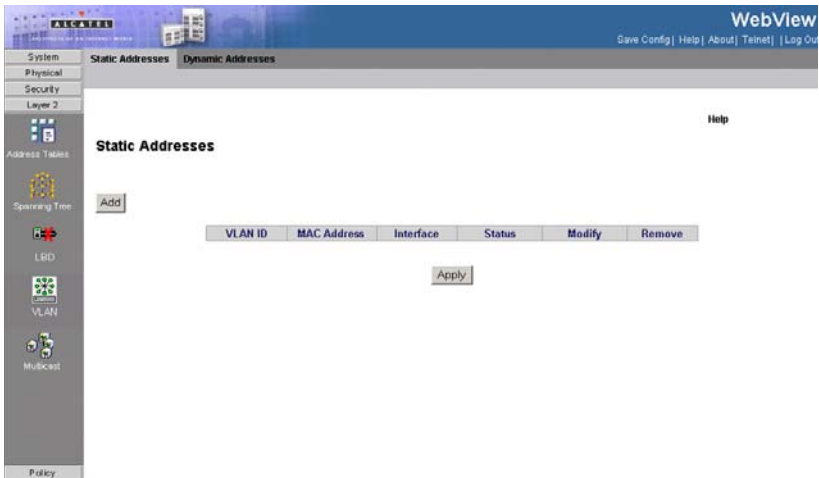 ALCATEL
WebView
Save Config| Help| About| Telnet| |Log Out
System
Physical
Security
Layer 2
Address Tables
Spanning Tree
LBD
VLAN
Multicast
Policy
Static Addresses Dynamic Addresses
Help
Static Addresses
Add
VLAN ID MAC Address Interface Status Modify Remove
Apply